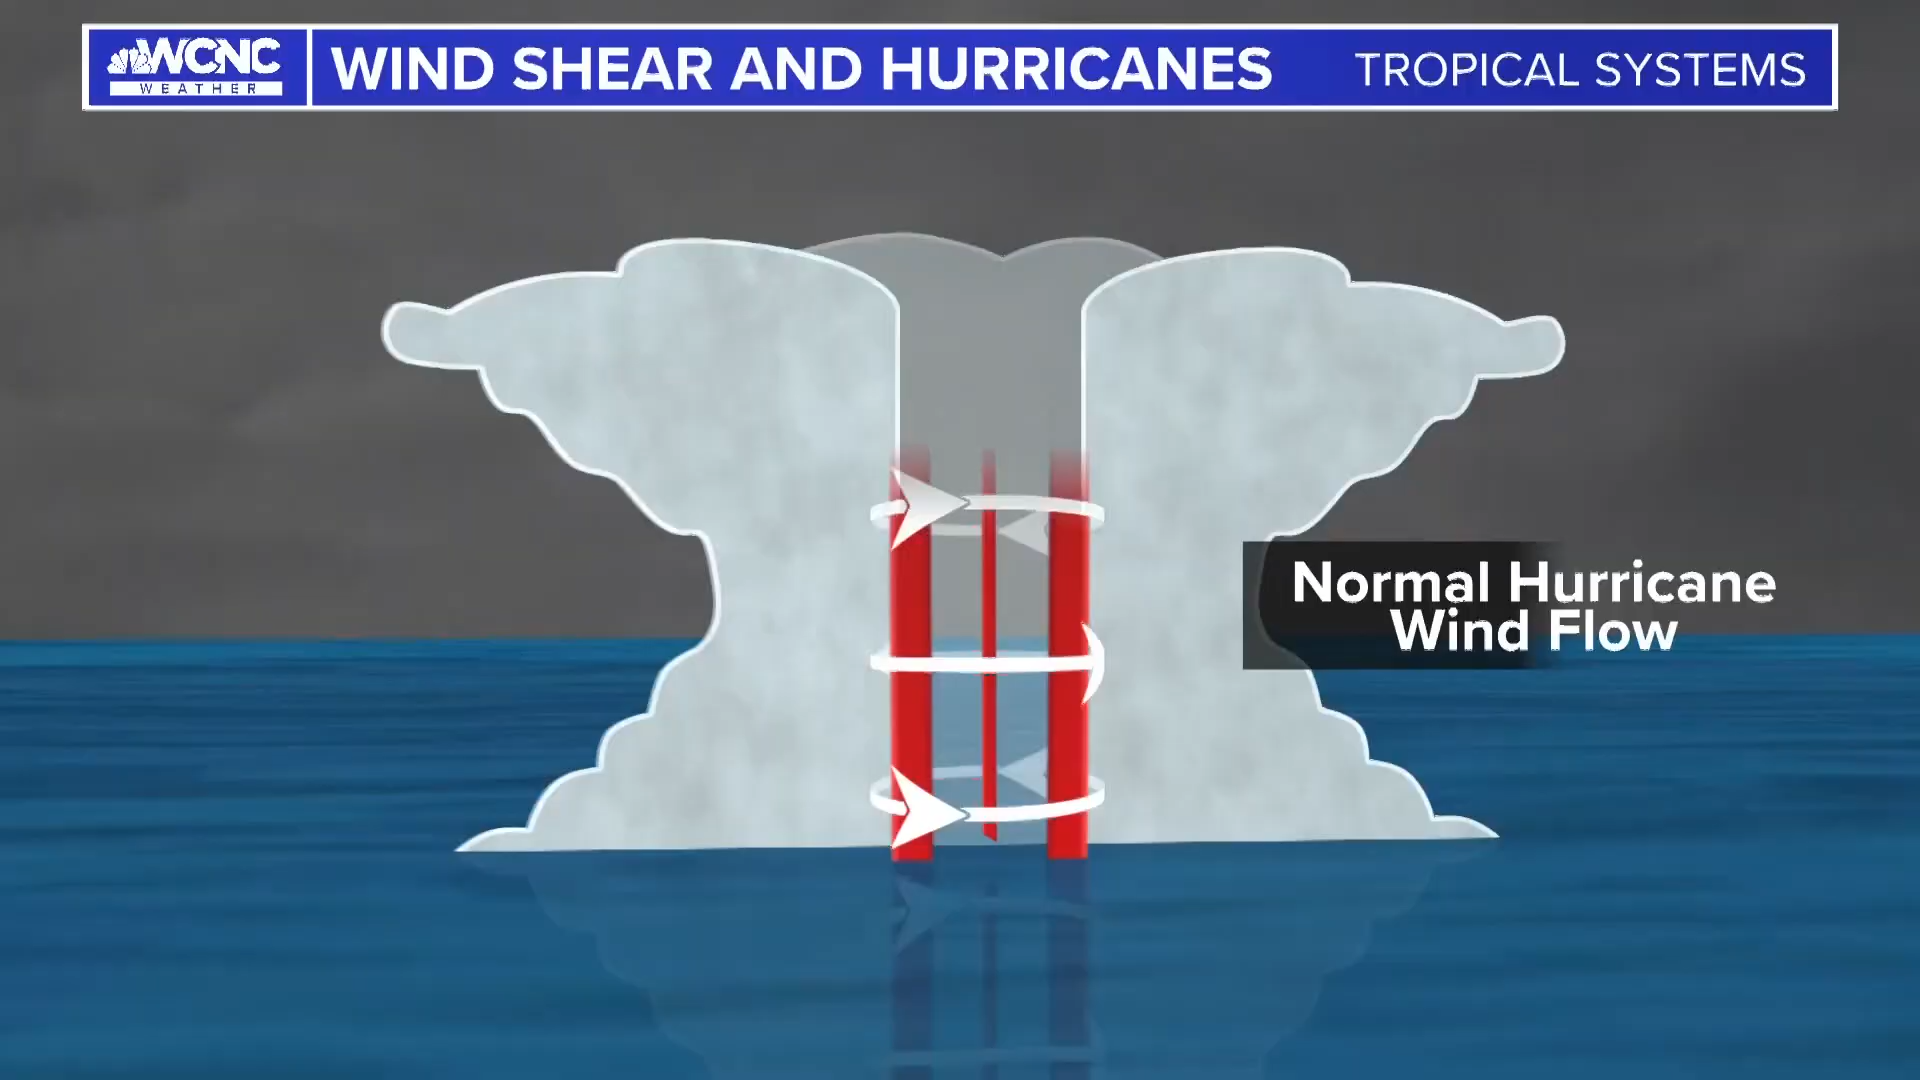 WCNC
WEATHER
WIND SHEAR AND HURRICANES
TROPICAL SYSTEMS
Normal Hurricane
Wind Flow